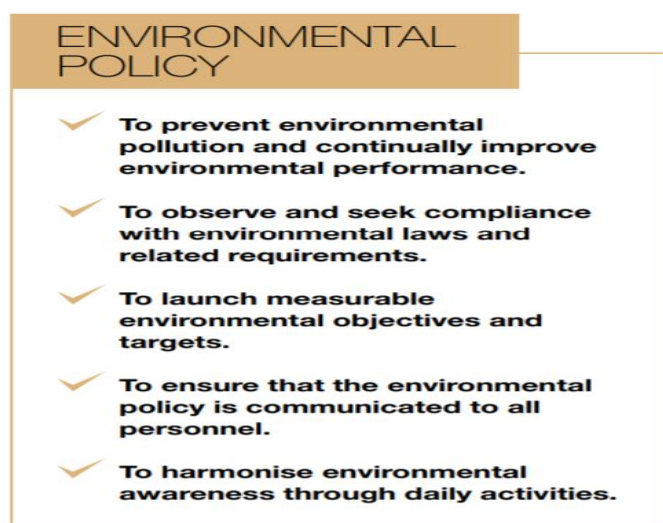 ENVIRONMENTAL
POLICY
To prevent environmental
pollution and continually improve
environmental performance.
To observe and seek compliance
with environmental laws and
related requirements.
To launch measurable
environmental objectives and
targets.
To ensure that the environmental
policy is communicated to all
personnel.
To harmonise environmental
awareness through daily activities.